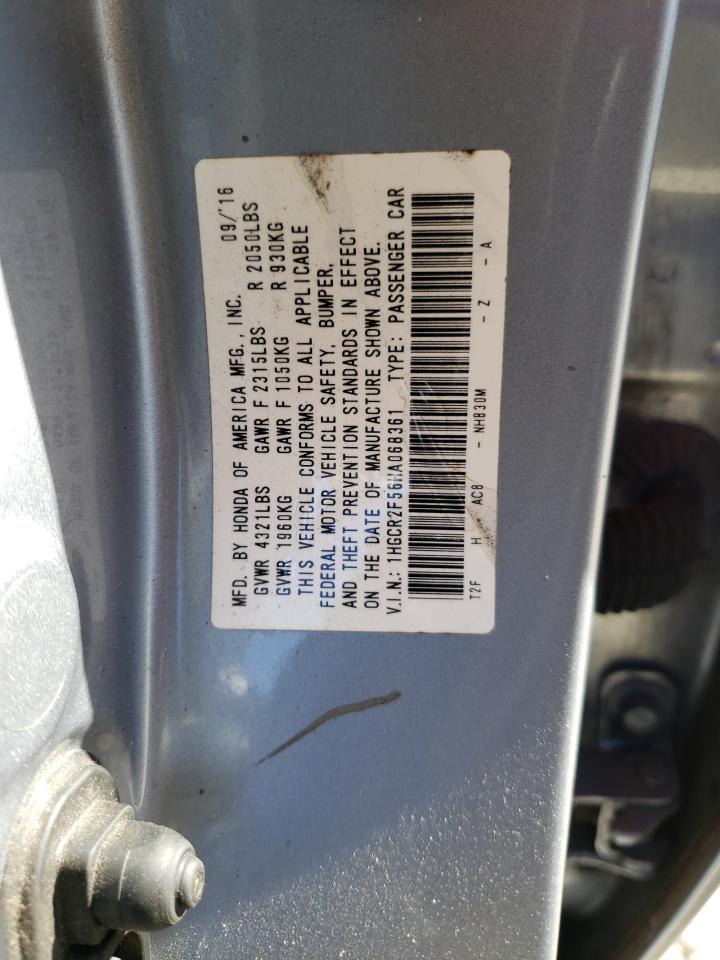 MFD. BY HONDA OF AMERICA MFG., INC. 09/'16
GVWR 4321LBS GAWR F 2315LBS R 2050LBS
GVWR 1960KG GAWR F 1050KG R 930KG
THIS VEHICLE CONFORMS TO ALL APPLICABLE
FEDERAL MOTOR VEHICLE SAFETY, BUMPER,
AND THEFT PREVENTION STANDARDS IN EFFECT
ON THE DATE OF MANUFACTURE SHOWN ABOVE.
V.I.N.: 1HGCR2F56HA068361 TYPE: PASSENGER CAR
T2F H AC8 - NH830M - Z - A